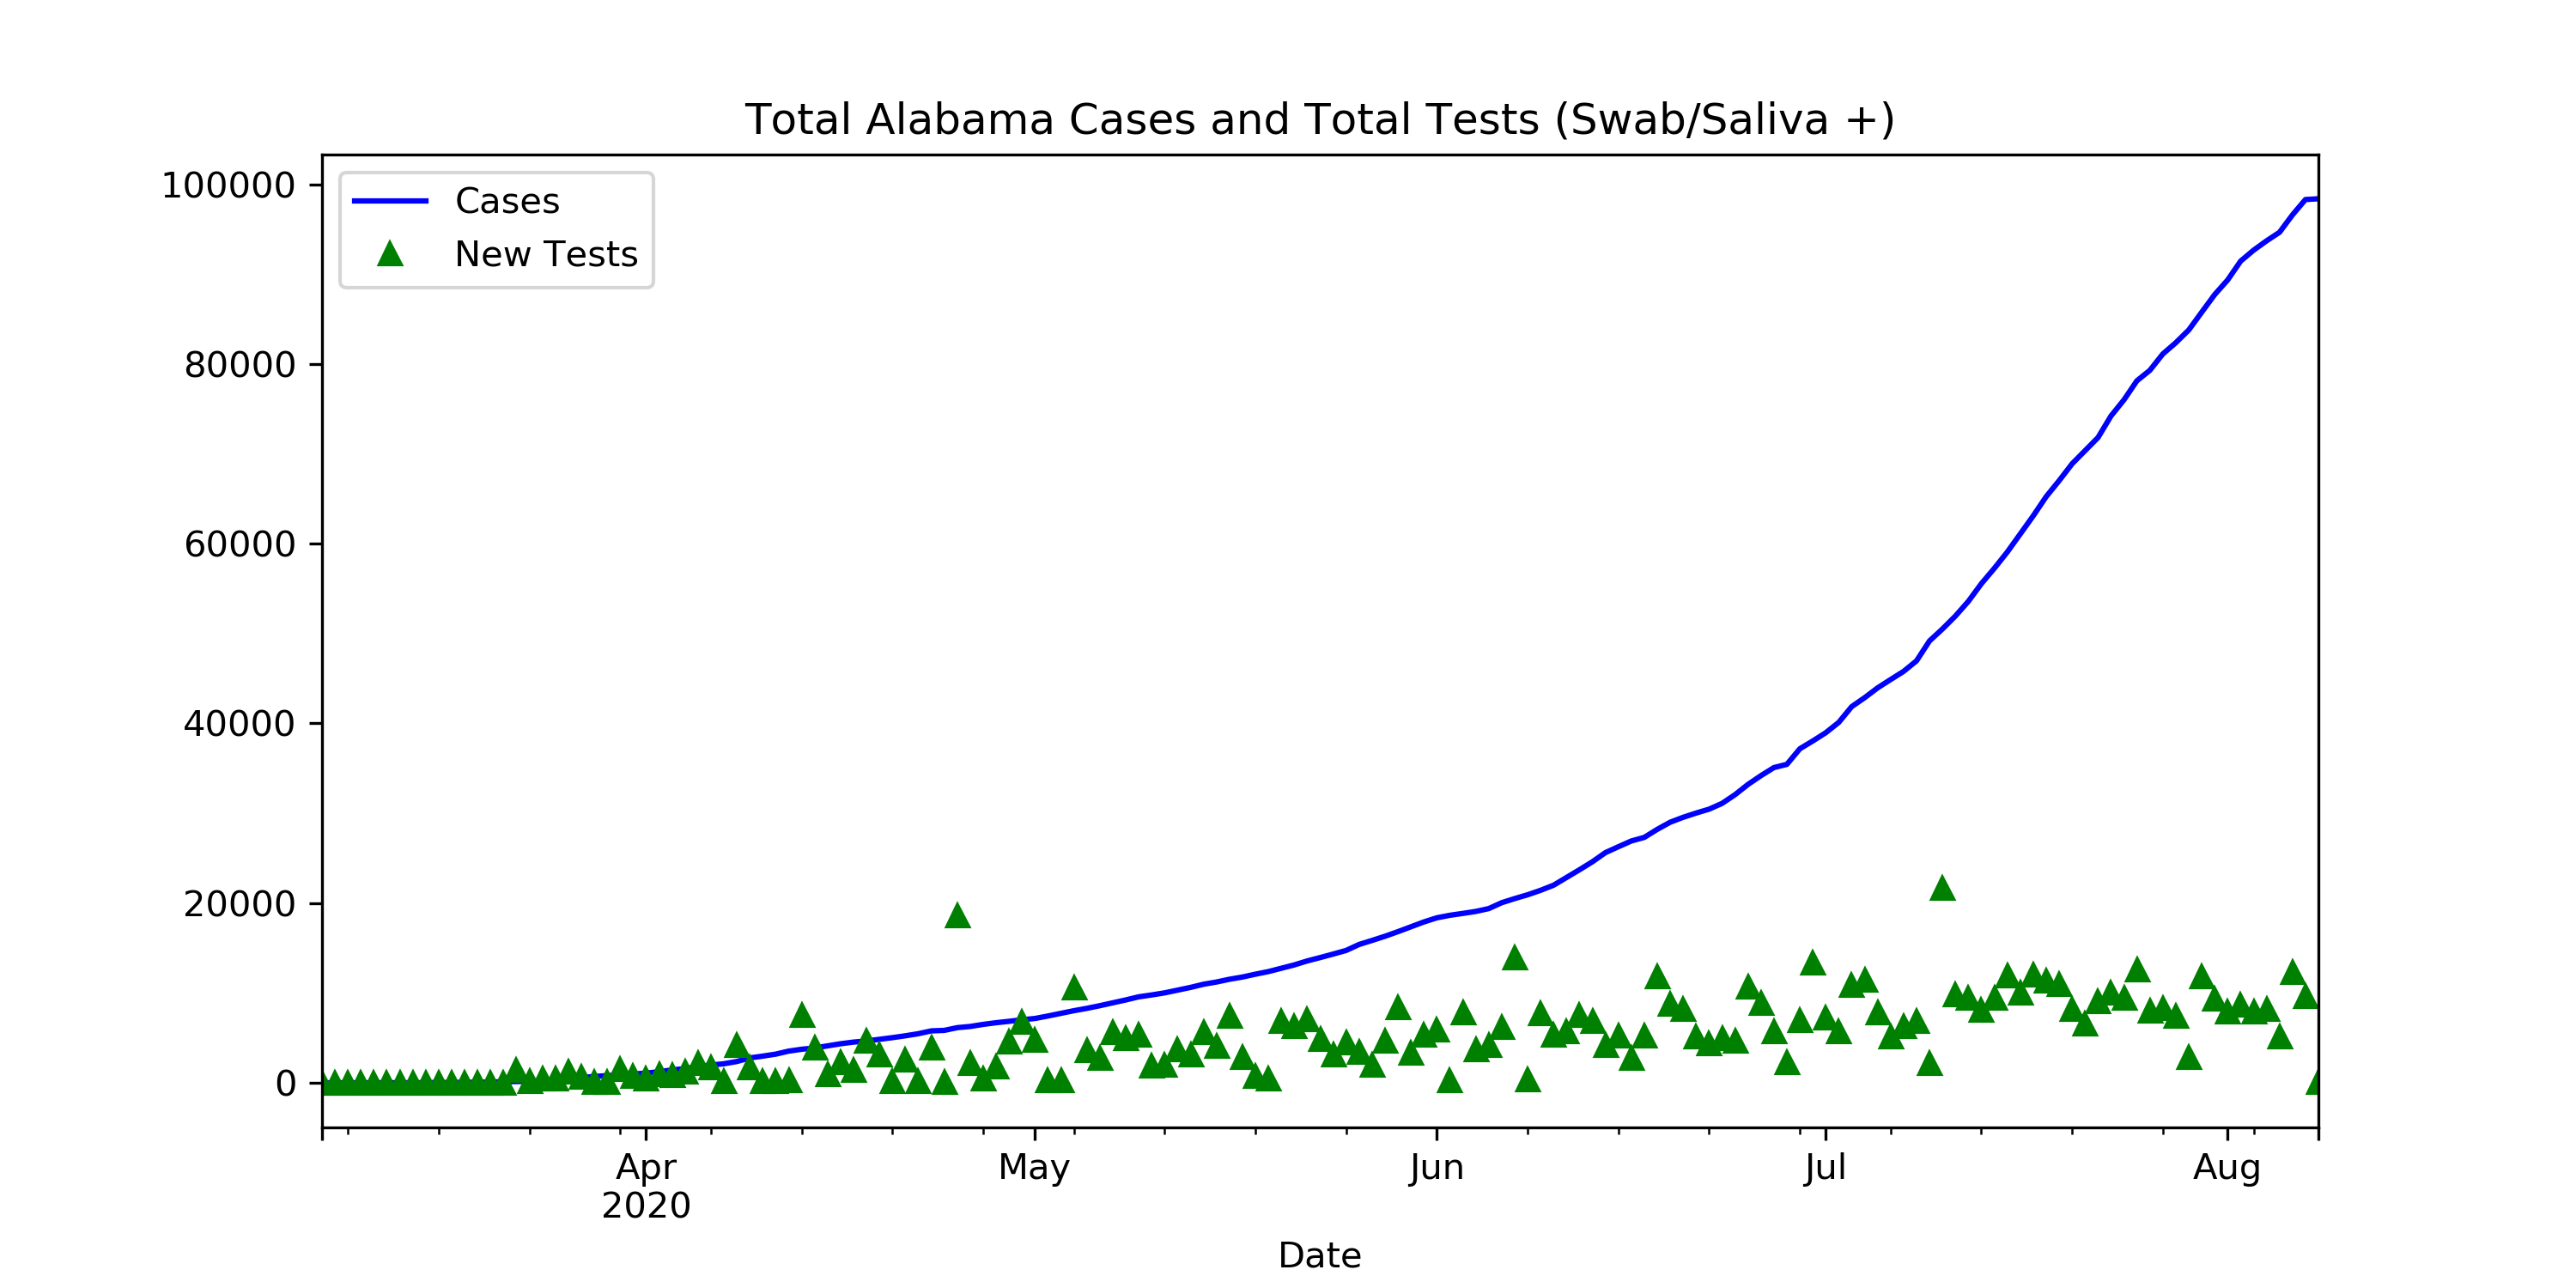 Total Alabama Cases and Total Tests (Swab/Saliva +)
100000
80000
60000
40000
20000
0
Cases
New Tests
Apr
2020
May
Jun
Jul
Aug
Date